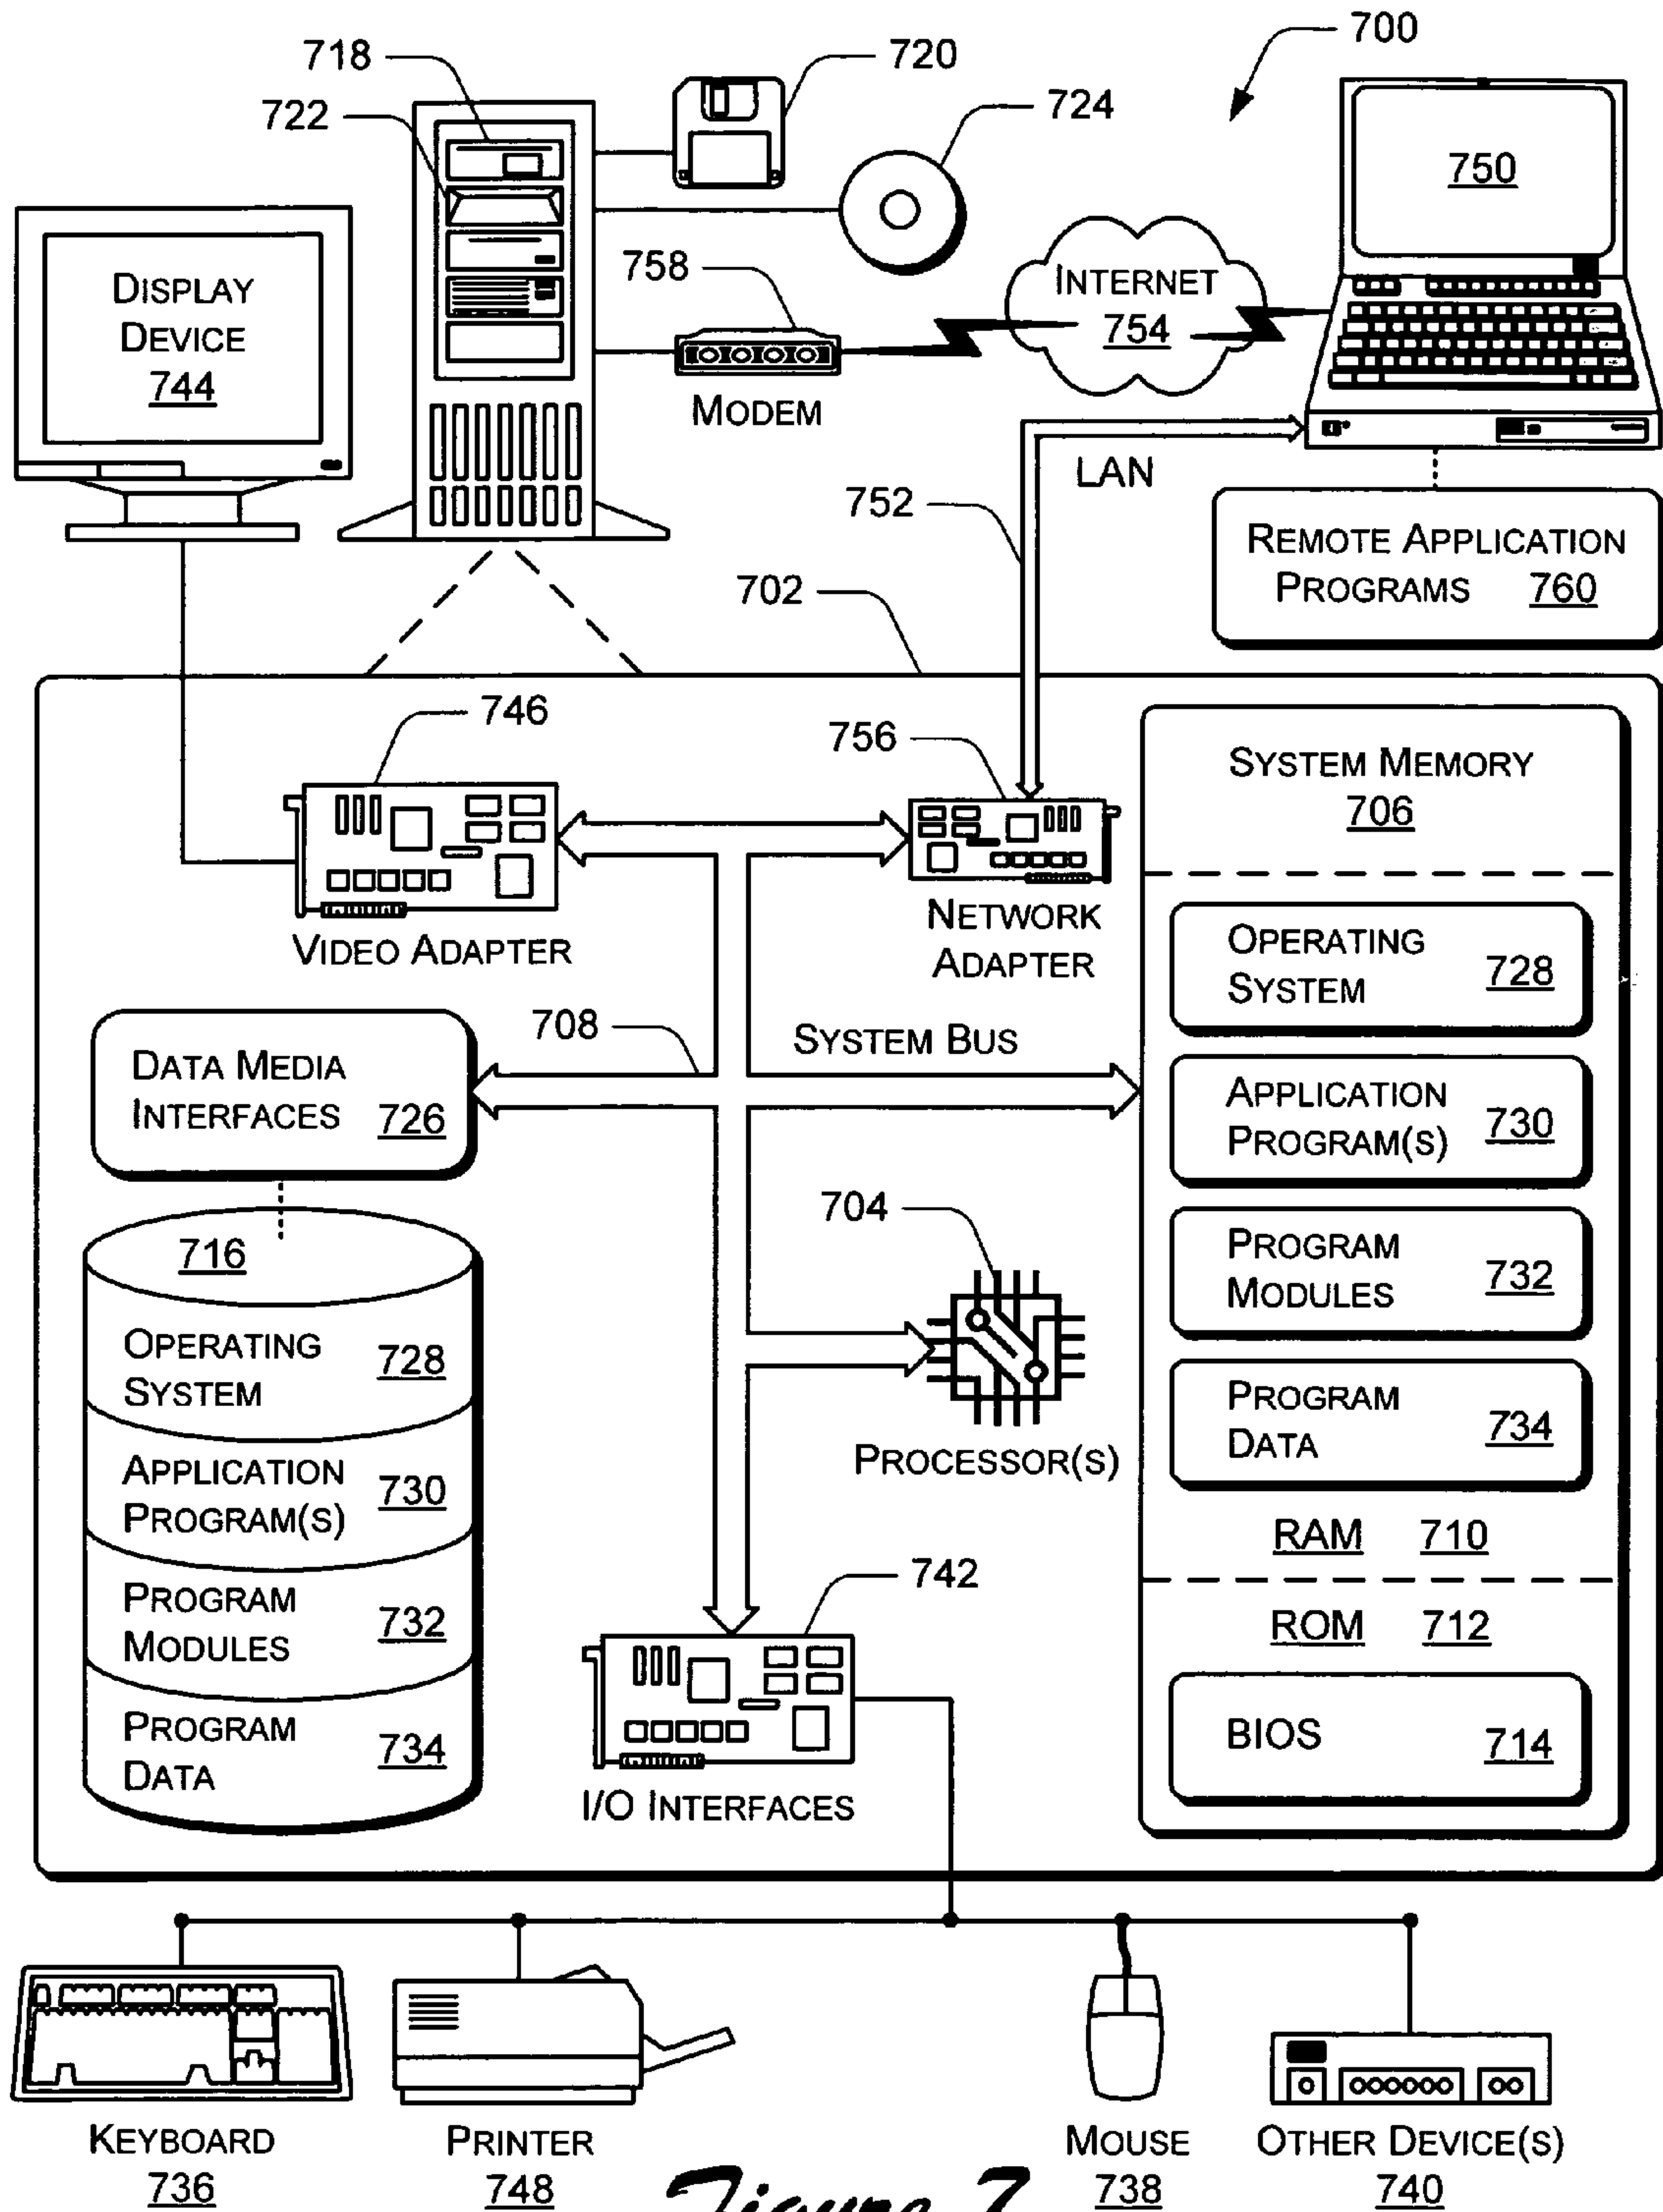 700
718
720
722
724
750
DISPLAY
DEVICE
744
758
INTERNET
754
MODEM
LAN
752
REMOTE APPLICATION
PROGRAMS 760
702
746
756
SYSTEM MEMORY
706
VIDEO ADAPTER
NETWORK
ADAPTER
OPERATING
SYSTEM 728
708
SYSTEM BUS
DATA MEDIA
INTERFACES 726
APPLICATION
PROGRAM(S) 730
704
PROGRAM
MODULES 732
716
OPERATING
SYSTEM 728
PROGRAM
DATA 734
PROCESSOR(S)
APPLICATION
PROGRAM(S) 730
RAM 710
742
PROGRAM
MODULES 732
ROM 712
PROGRAM
DATA 734
BIOS 714
I/O INTERFACES
KEYBOARD
736
PRINTER
748
MOUSE
738
OTHER DEVICE(S)
740
Figure 7